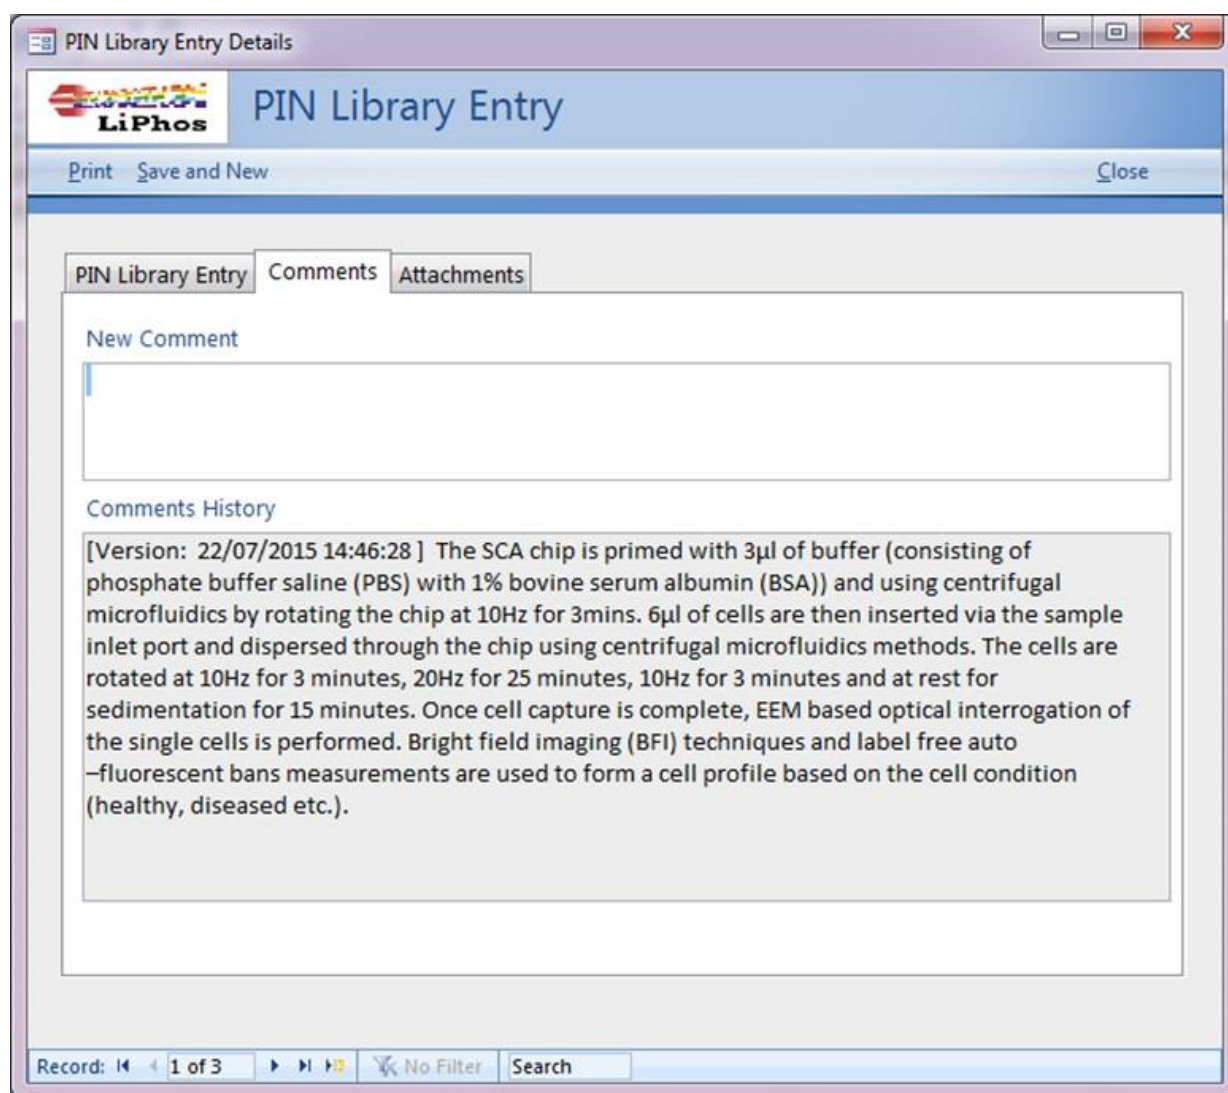 PIN Library Entry Details
LiPhos
PIN Library Entry
Print Save and New Close
PIN Library Entry Comments Attachments
New Comment
Comments History
[Version:  22/07/2015 14:46:28 ]  The SCA chip is primed with 3µl of buffer (consisting of
phosphate buffer saline (PBS) with 1% bovine serum albumin (BSA)) and using centrifugal
microfluidics by rotating the chip at 10Hz for 3mins. 6µl of cells are then inserted via the sample
inlet port and dispersed through the chip using centrifugal microfluidics methods. The cells are
rotated at 10Hz for 3 minutes, 20Hz for 25 minutes, 10Hz for 3 minutes and at rest for
sedimentation for 15 minutes. Once cell capture is complete, EEM based optical interrogation of
the single cells is performed. Bright field imaging (BFI) techniques and label free auto
–fluorescent bans measurements are used to form a cell profile based on the cell condition
(healthy, diseased etc.).
Record: 1 of 3 No Filter Search